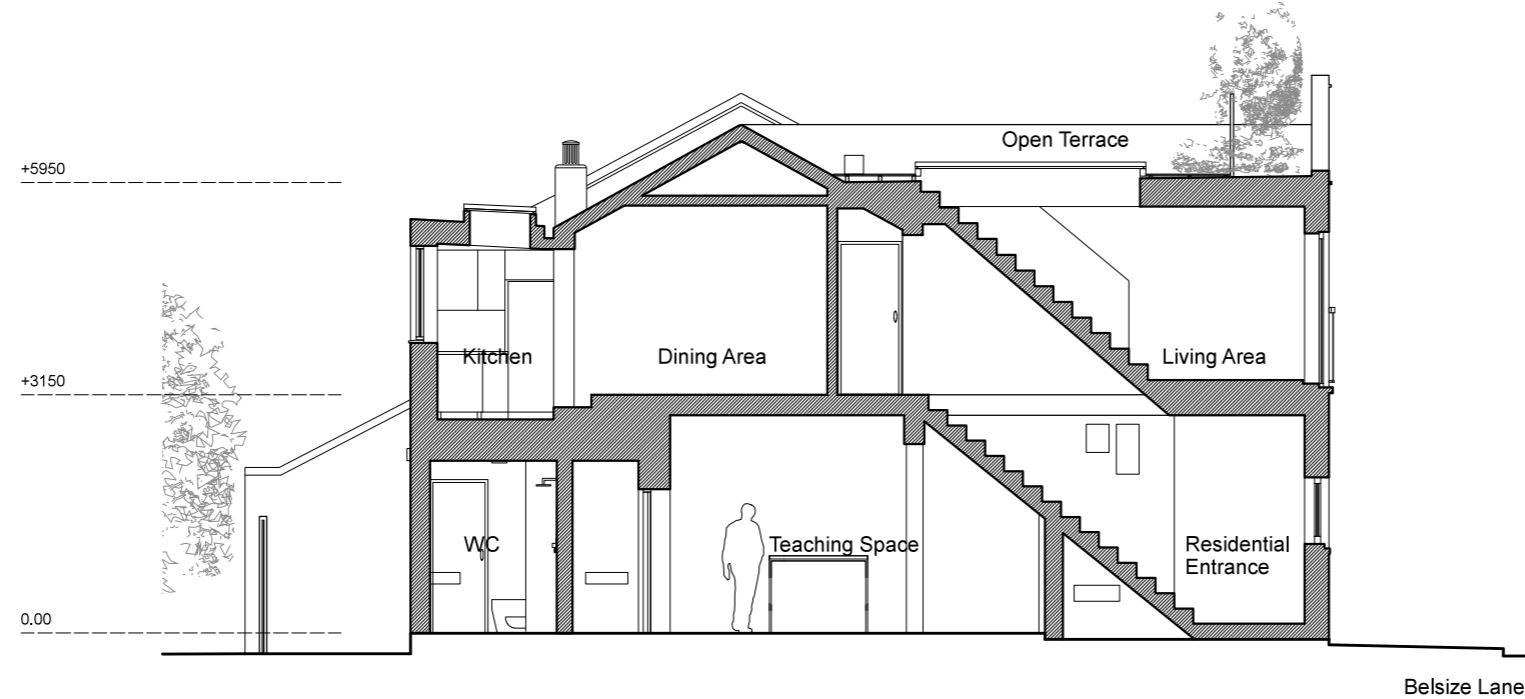 Open Terrace
+5950
Kitchen
Dining Area
Living Area
+3150
WC
Teaching Space
Residential
Entrance
0.00
Belsize Lane